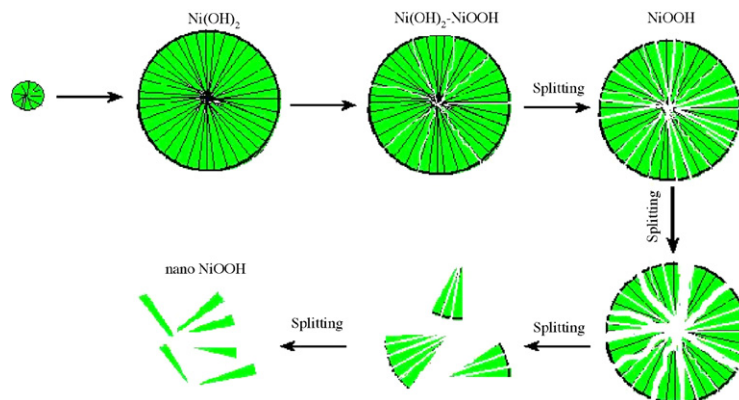 Ni(OH)2
Ni(OH)2-NiOOH
NiOOH
Splitting
Splitting
nano NiOOH
Splitting
Splitting